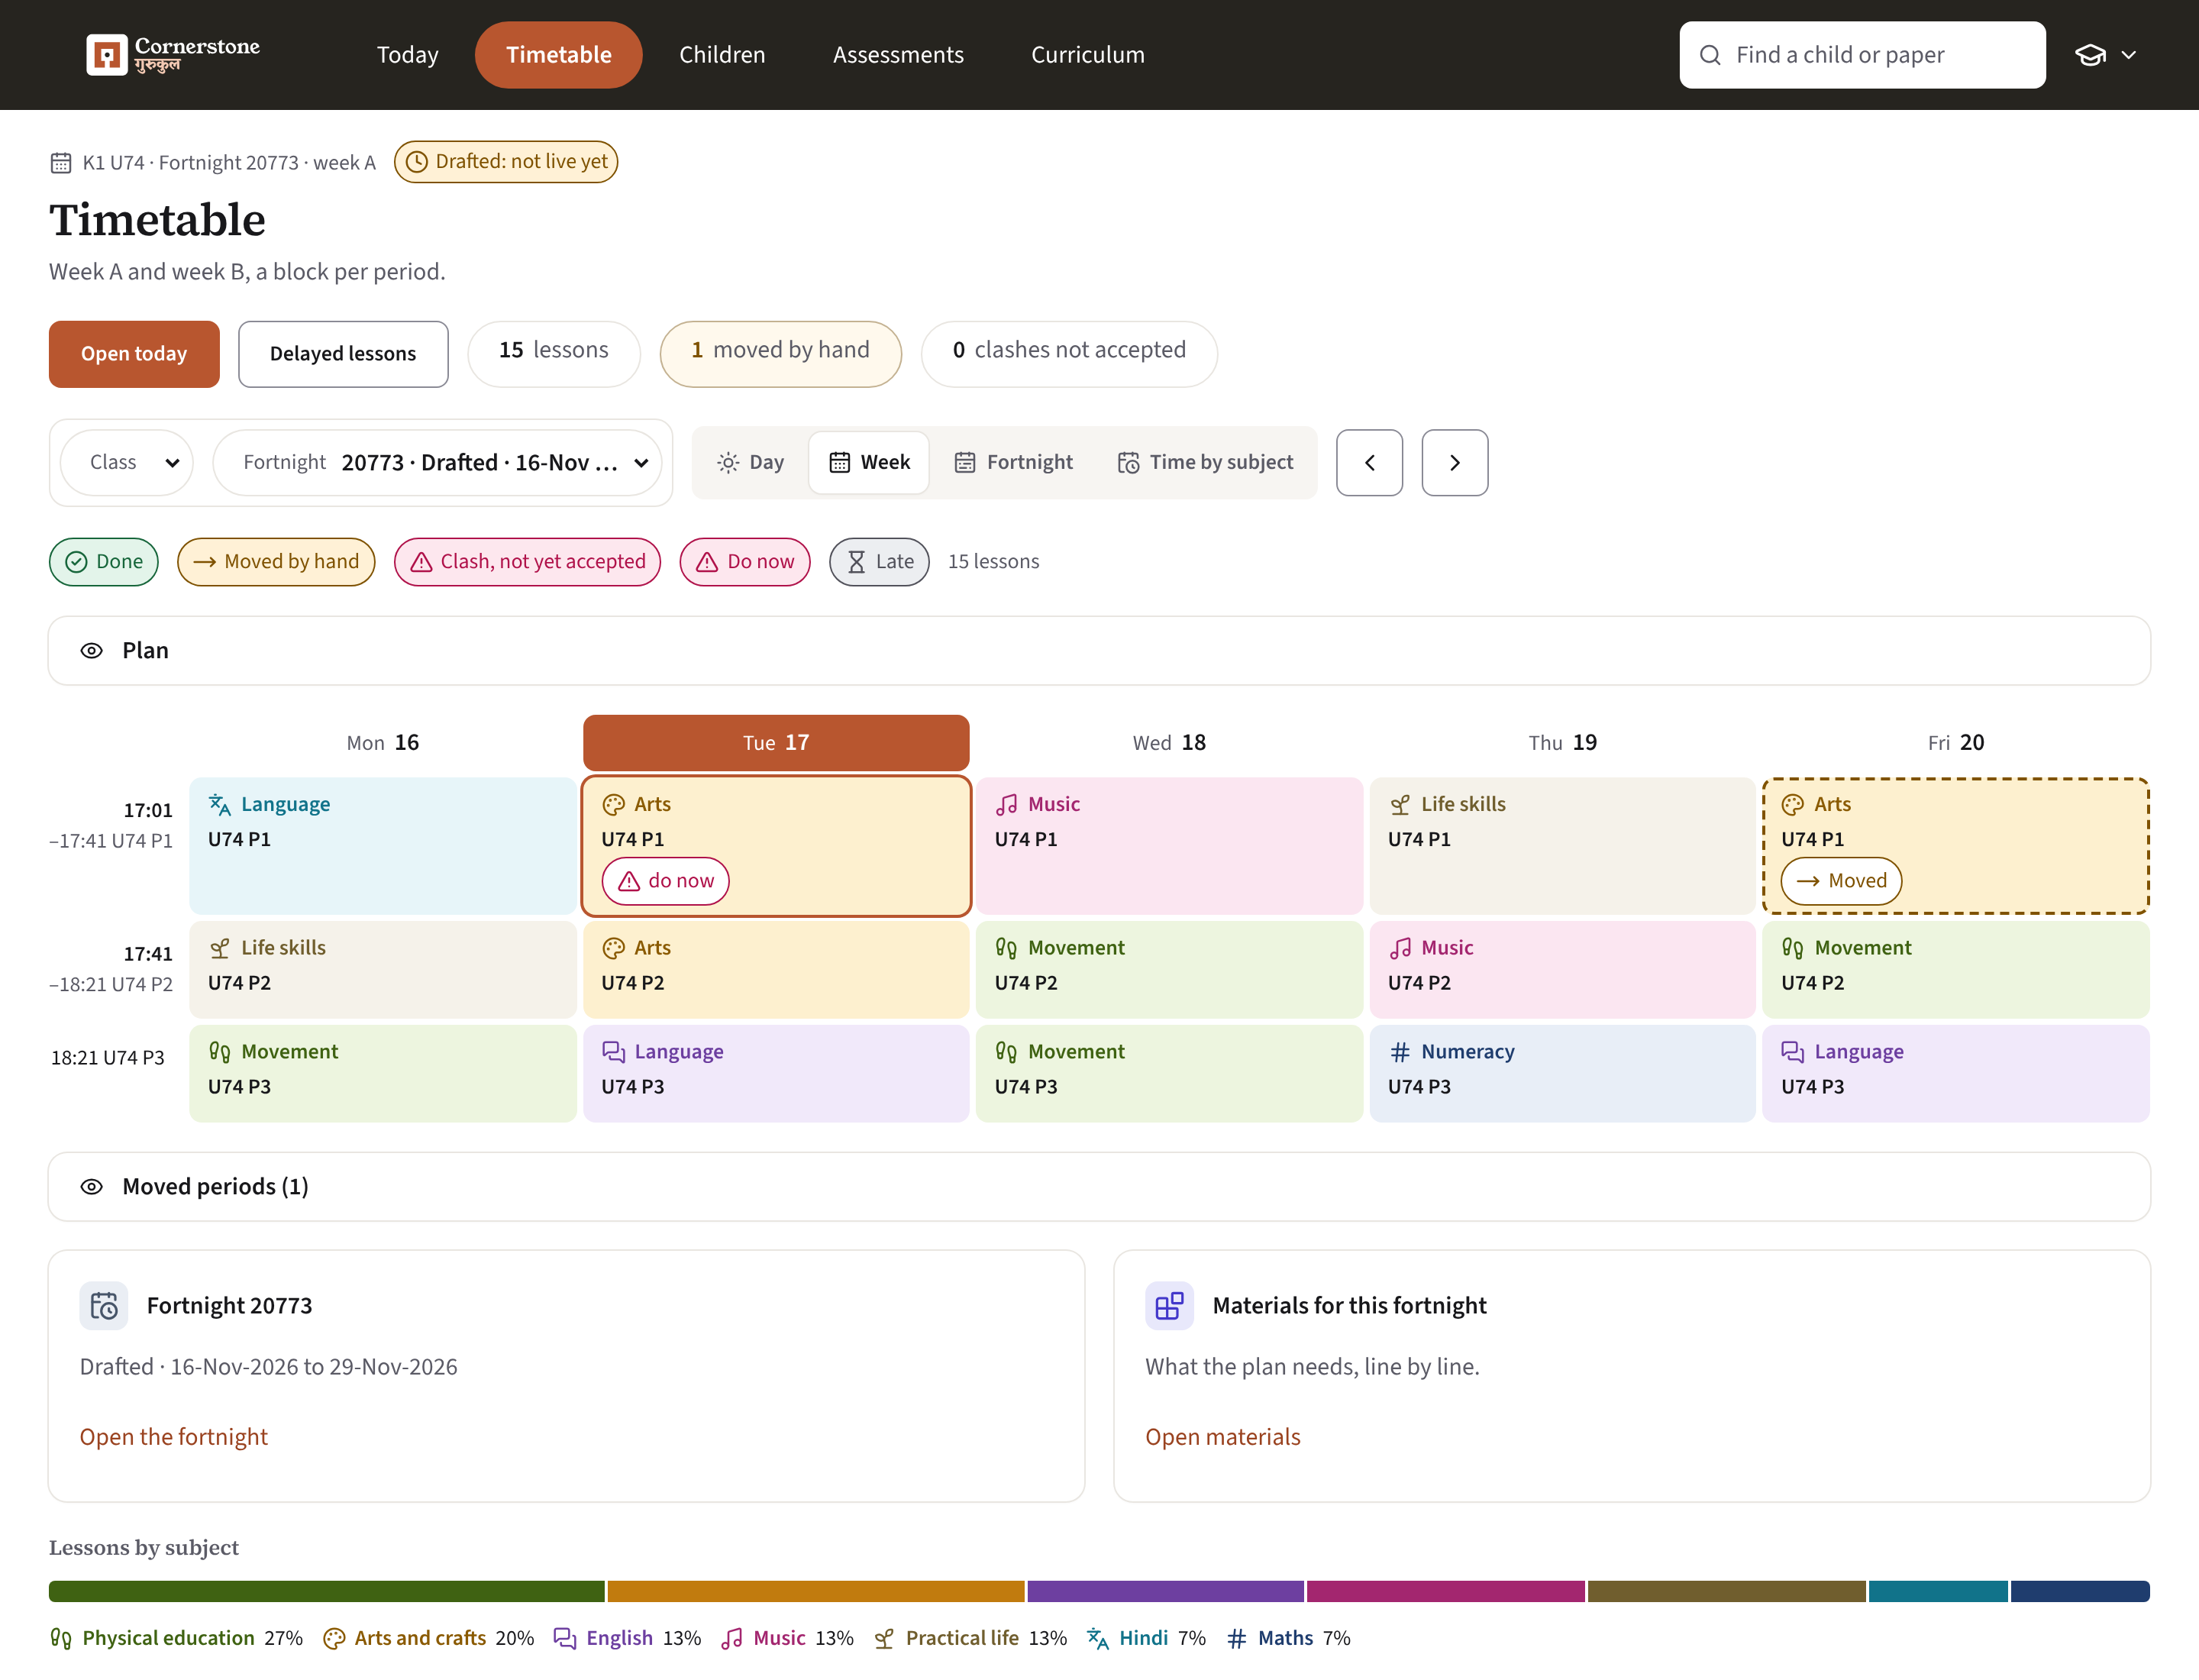 Cornerstone
गुरुकुल
Today
Timetable
Children
Assessments
Curriculum
Find a child or paper
K1 U74 · Fortnight 20773 · week A
Drafted: not live yet
Timetable
Week A and week B, a block per period.
Open today
Delayed lessons
15 lessons
1 moved by hand
0 clashes not accepted
Class
Fortnight 20773 · Drafted · 16-Nov ...
Day
Week
Fortnight
Time by subject
Done
Moved by hand
Clash, not yet accepted
Do now
Late
15 lessons
Plan
Mon 16
Tue 17
Wed 18
Thu 19
Fri 20
17:01
–17:41 U74 P1
Language
U74 P1
Arts
U74 P1
do now
Music
U74 P1
Life skills
U74 P1
Arts
U74 P1
Moved
17:41
–18:21 U74 P2
Life skills
U74 P2
Arts
U74 P2
Movement
U74 P2
Music
U74 P2
Movement
U74 P2
18:21 U74 P3
Movement
U74 P3
Language
U74 P3
Movement
U74 P3
Numeracy
U74 P3
Language
U74 P3
Moved periods (1)
Fortnight 20773
Drafted · 16-Nov-2026 to 29-Nov-2026
Open the fortnight
Materials for this fortnight
What the plan needs, line by line.
Open materials
Lessons by subject
Physical education 27%
Arts and crafts 20%
English 13%
Music 13%
Practical life 13%
Hindi 7%
Maths 7%